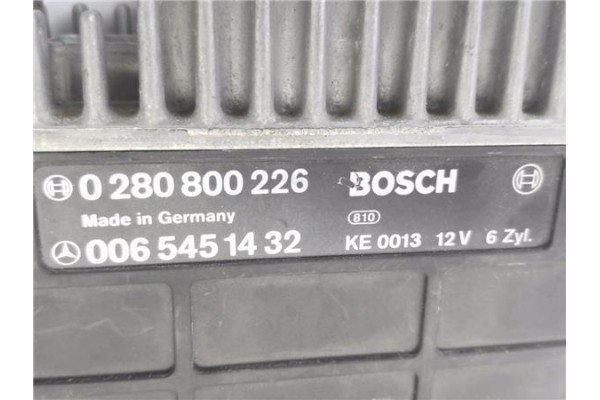 0 280 800 226 BOSCH
Made in Germany 810
006 545 14 32 KE 0013 12 V 6 Zyl.